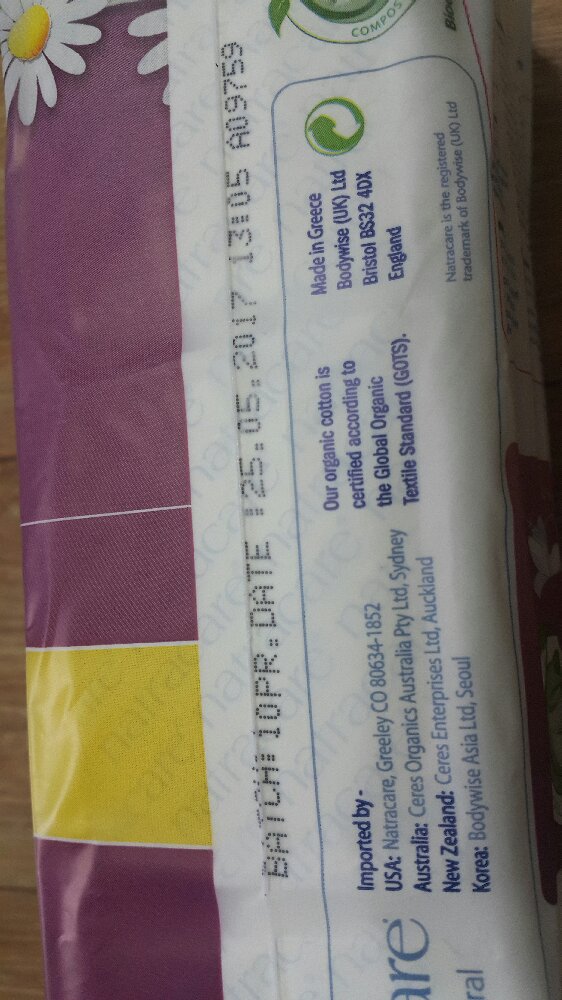 BATCH: 10PR.DATE :25.05.2017 13:05 A09759
COMPOS
Made in Greece
Bodywise (UK) Ltd
Bristol BS32 4DX
England
Natracare is the registered
trademark of Bodywise (UK) Ltd
Our organic cotton is
certified according to
the Global Organic
Textile Standard (GOTS).
Imported by -
USA: Natracare, Greeley CO 80634-1852
Australia: Ceres Organics Australia Pty Ltd, Sydney
New Zealand: Ceres Enterprises Ltd, Auckland
Korea: Bodywise Asia Ltd, Seoul
are
ral